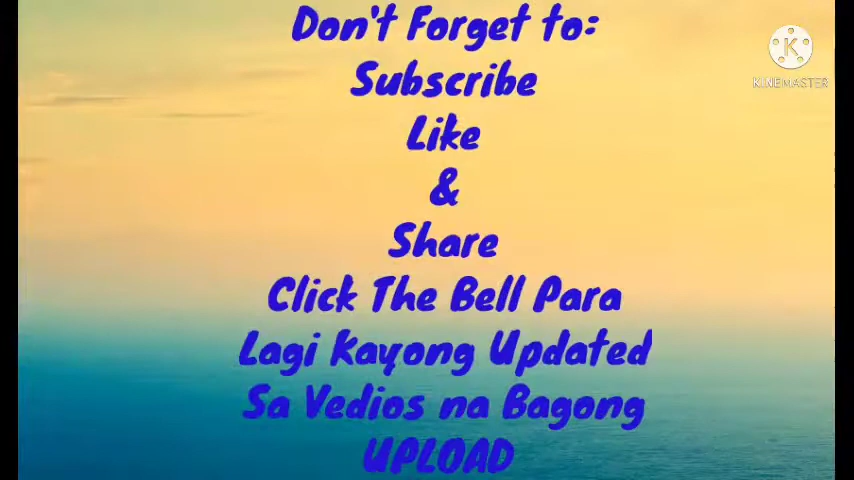 Don't Forget to:
Subscribe
Like
&
Share
Click The Bell Para
Lagi Kayong Updated
Sa Vedios na Bagong
UPLOAD
K
KINEMASTER